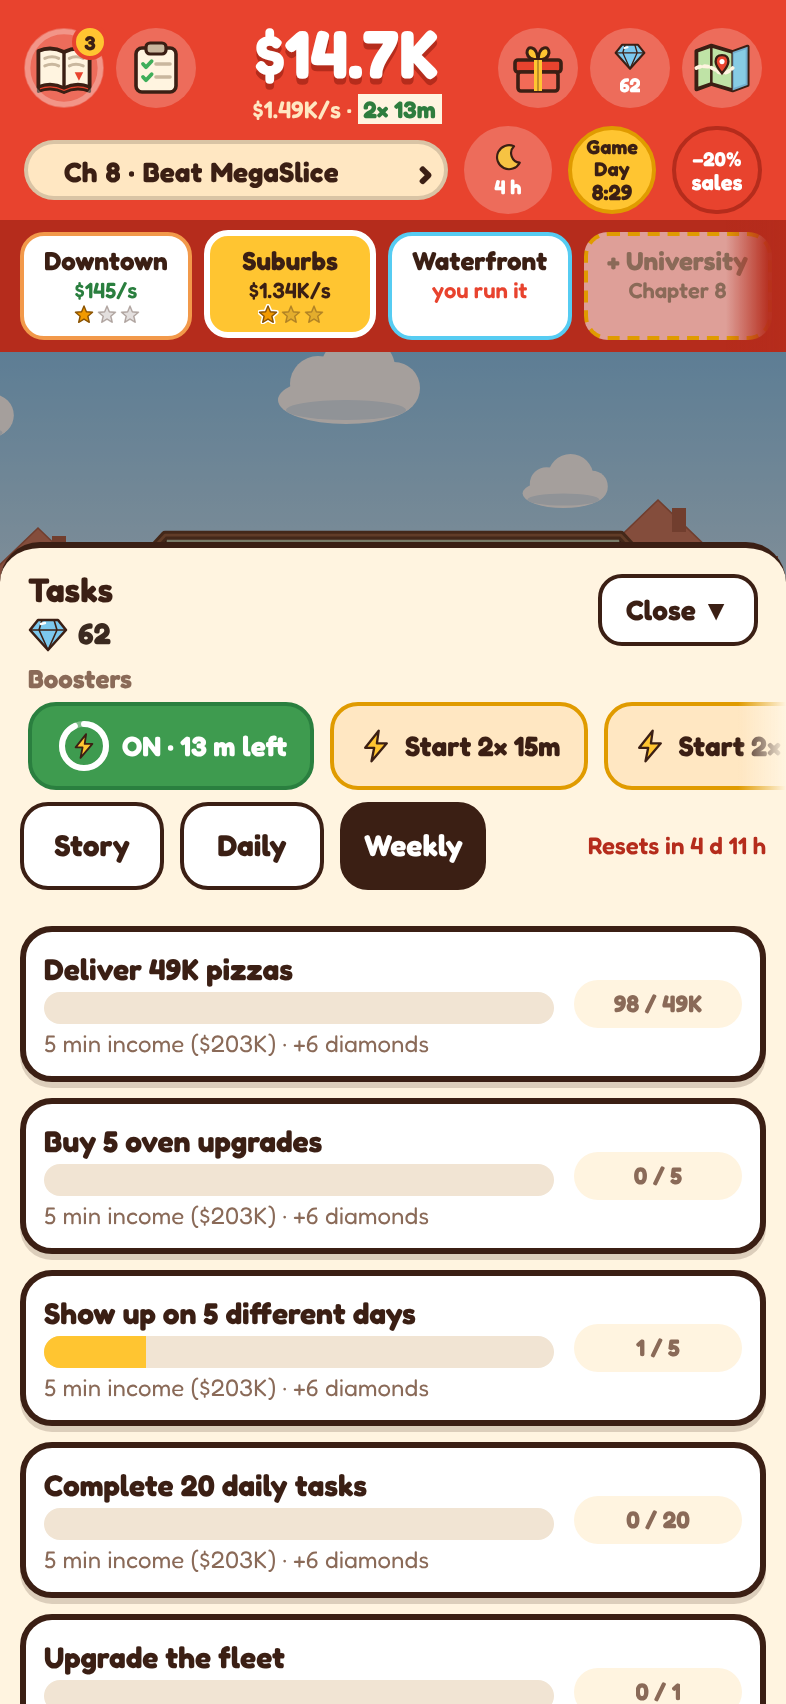 3
$14.7K
$1.49K/s · 2x 13m
62
Ch 8 · Beat MegaSlice ›
4 h
Game Day 8:29
-20% sales
Downtown
$145/s
Suburbs
$1.34K/s
Waterfront
you run it
+ University
Chapter 8
Tasks
62
Close ▼
Boosters
ON · 13 m left
Start 2x 15m
Start 2x
Story
Daily
Weekly
Resets in 4 d 11 h
Deliver 49K pizzas
98 / 49K
5 min income ($203K) · +6 diamonds
Buy 5 oven upgrades
0 / 5
5 min income ($203K) · +6 diamonds
Show up on 5 different days
1 / 5
5 min income ($203K) · +6 diamonds
Complete 20 daily tasks
0 / 20
5 min income ($203K) · +6 diamonds
Upgrade the fleet
0 / 1